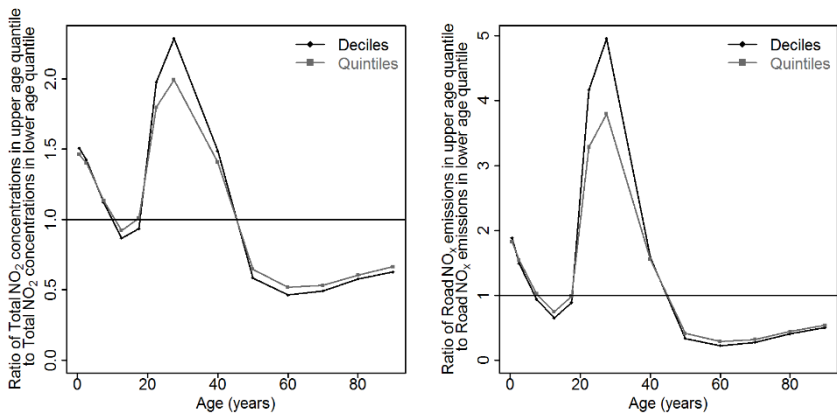 Ratio of Total NO₂ concentrations in upper age quantile
to Total NO₂ concentrations in lower age quantile
0.0 0.5 1.0 1.5 2.0
Deciles
Quintiles
0 20 40 60 80
Age (years)
Ratio of Road NOₓ emissions in upper age quantile
to Road NOₓ emissions in lower age quantile
0 1 2 3 4 5
Deciles
Quintiles
0 20 40 60 80
Age (years)